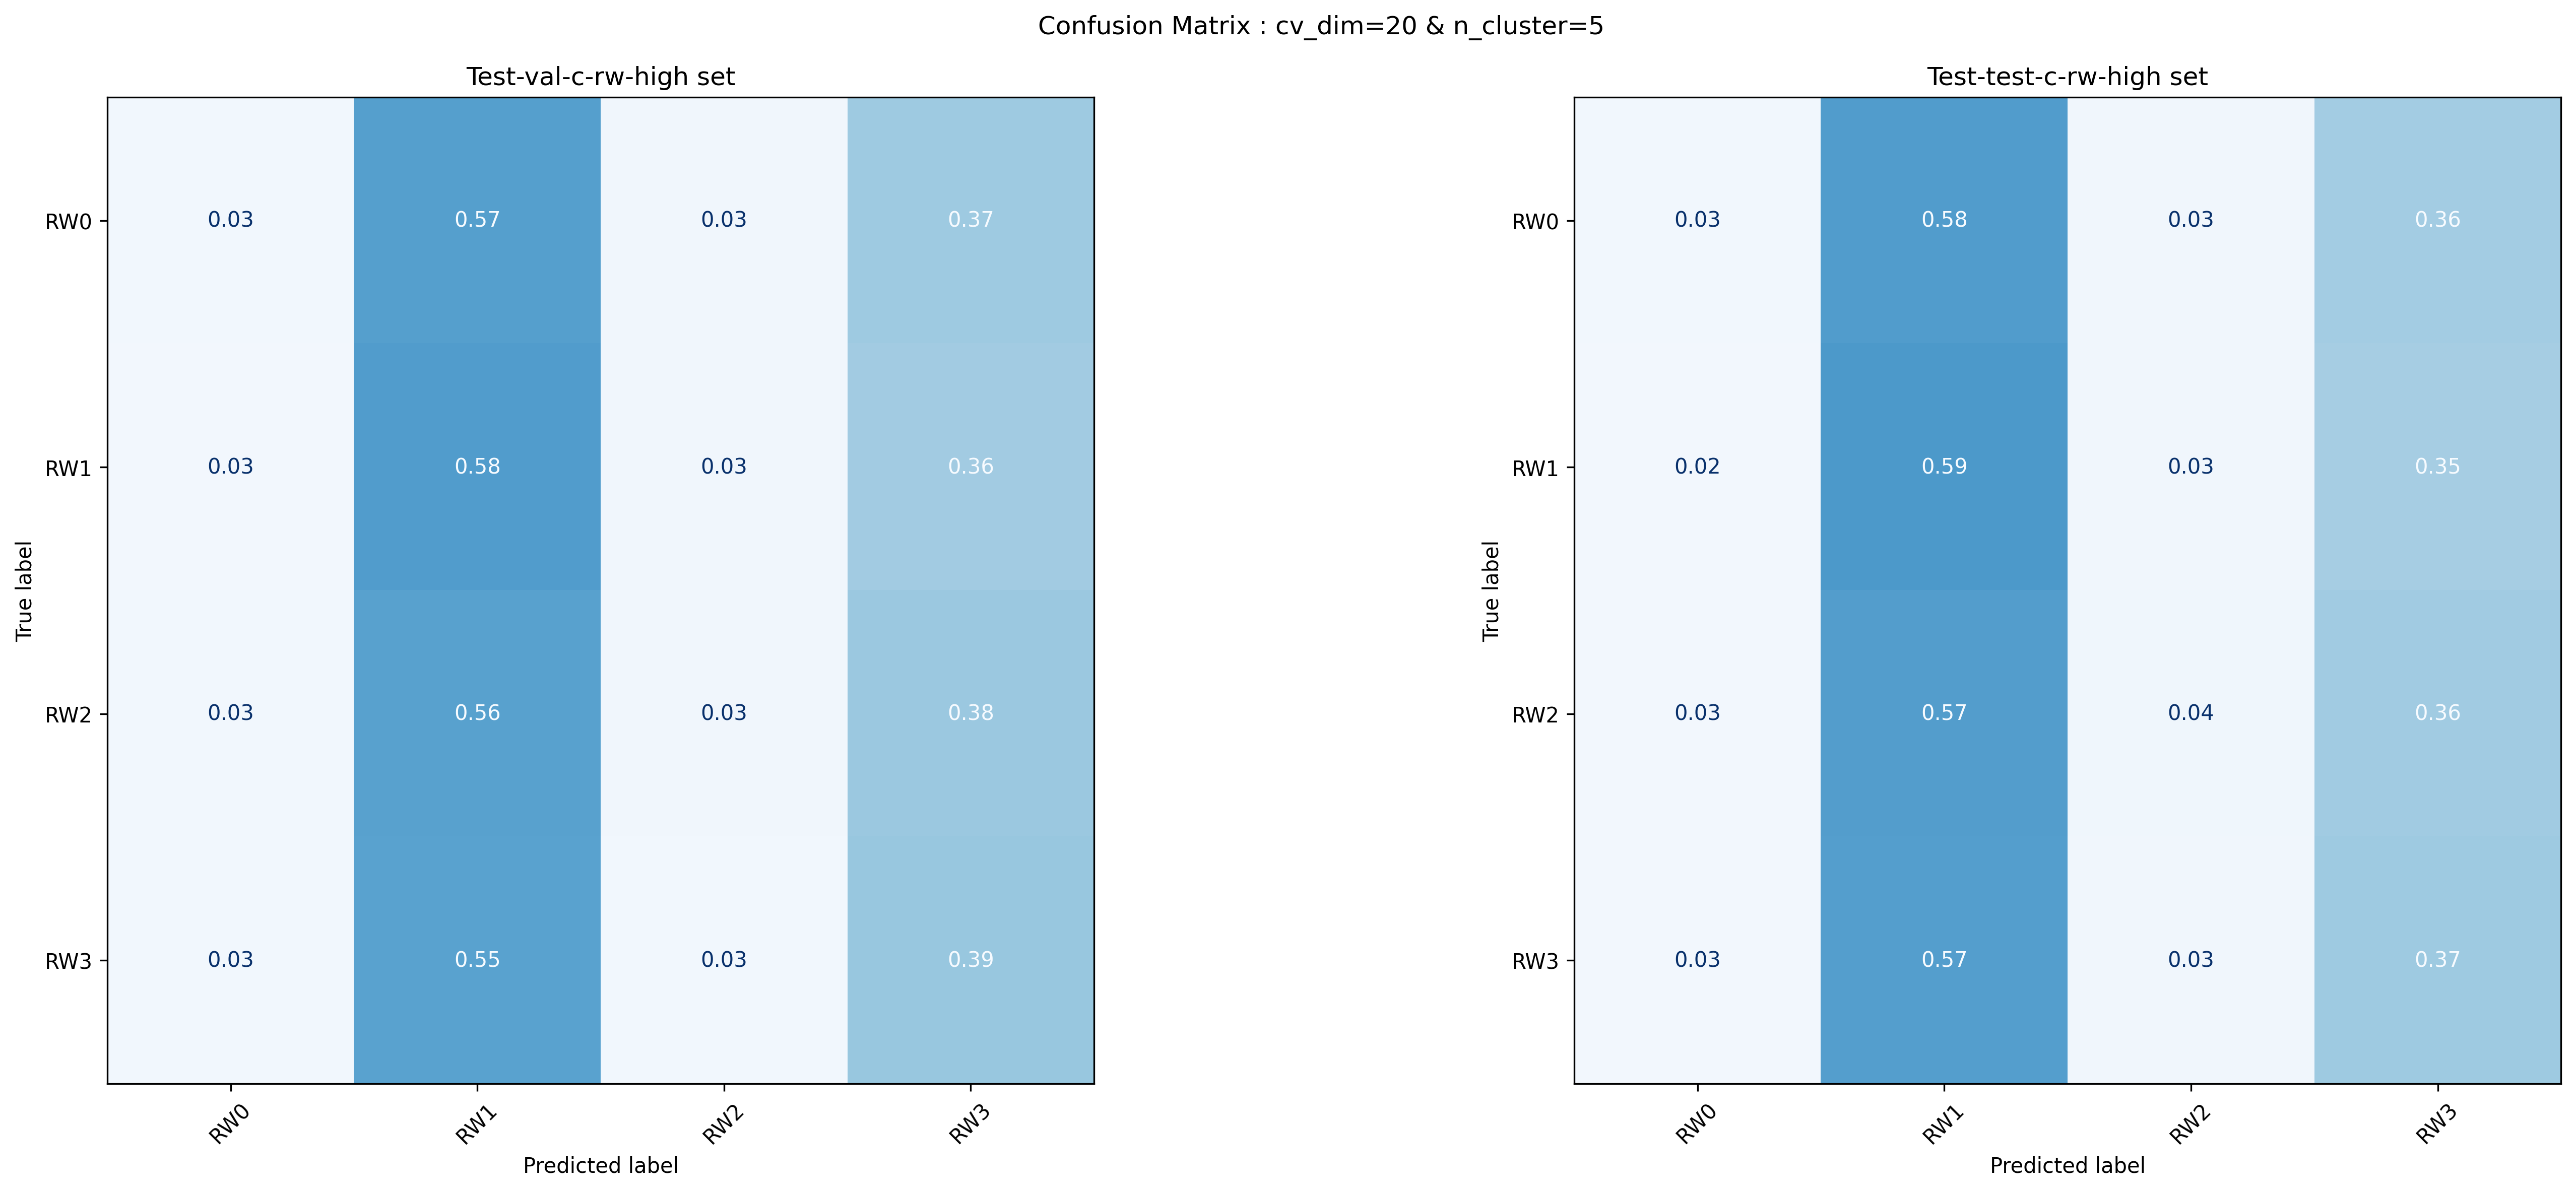 Confusion Matrix : cv_dim=20 & n_cluster=5
Test-val-c-rw-high set
True label
RW0 0.03 0.57 0.03 0.37
RW1 0.03 0.58 0.03 0.36
RW2 0.03 0.56 0.03 0.38
RW3 0.03 0.55 0.03 0.39
RW0 RW1 RW2 RW3
Predicted label
Test-test-c-rw-high set
True label
RW0 0.03 0.58 0.03 0.36
RW1 0.02 0.59 0.03 0.35
RW2 0.03 0.57 0.04 0.36
RW3 0.03 0.57 0.03 0.37
RW0 RW1 RW2 RW3
Predicted label